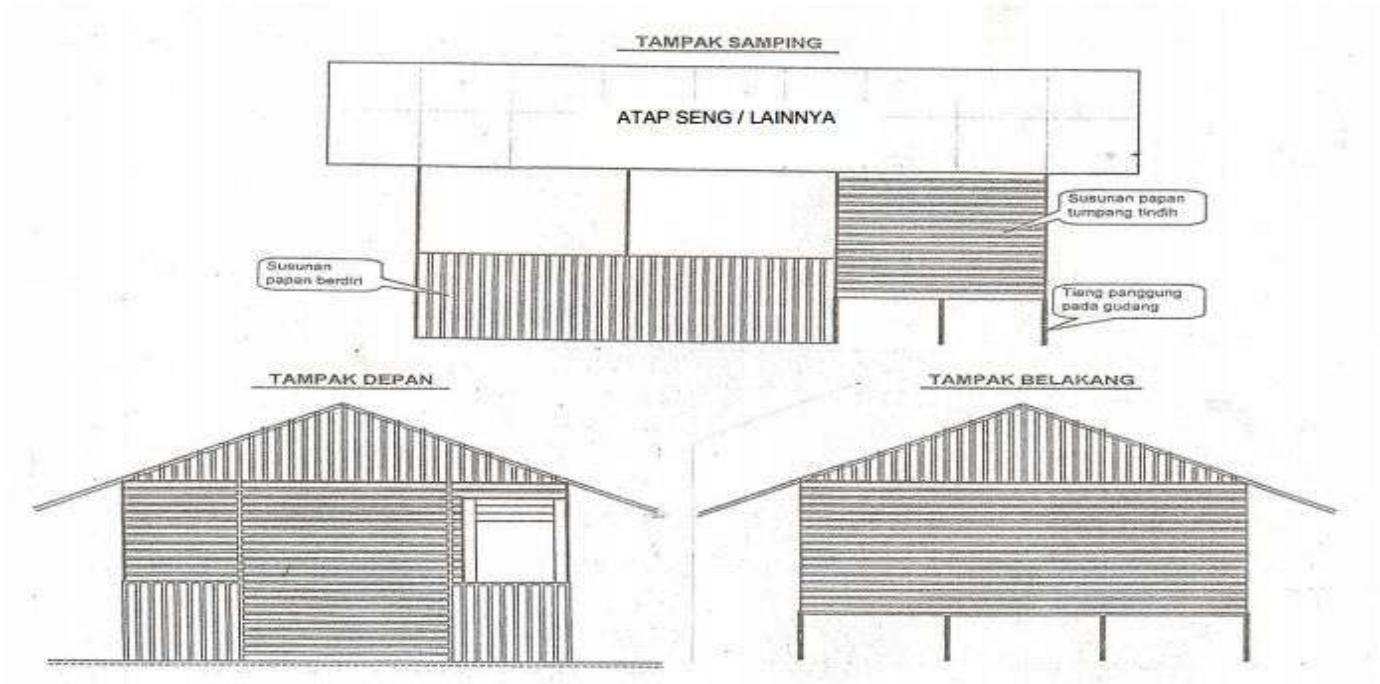 TAMPAK SAMPING
ATAP SENG / LAINNYA
Susunan papan
tumpang tindih
Susunan
papan berdiri
Tiang panggung
pada gudang
TAMPAK DEPAN
TAMPAK BELAKANG